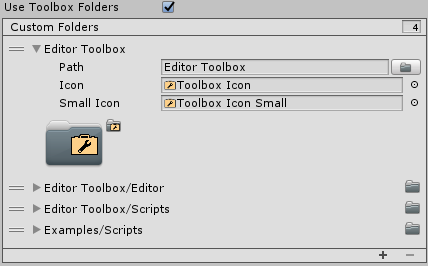 Use Toolbox Folders
Custom Folders 4
Editor Toolbox
Path Editor Toolbox
Icon Toolbox Icon
Small Icon Toolbox Icon Small
Editor Toolbox/Editor
Editor Toolbox/Scripts
Examples/Scripts